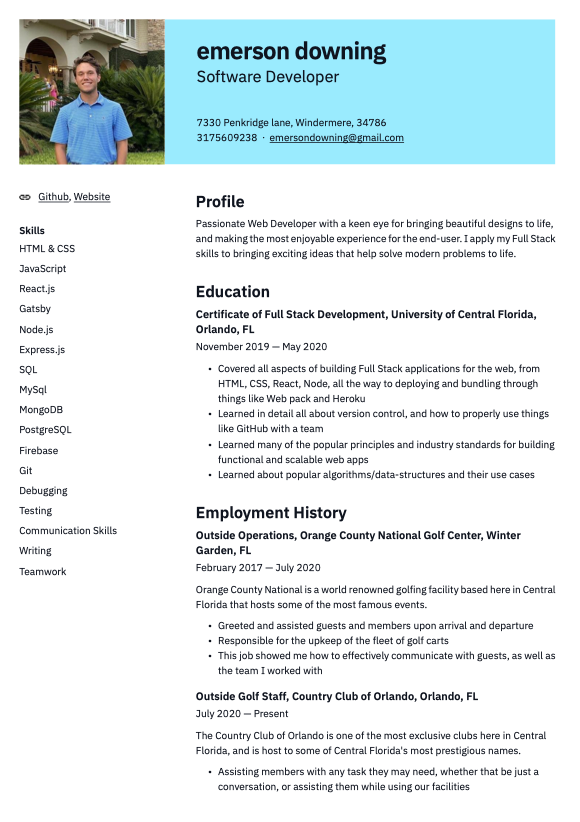 emerson downing
Software Developer
7330 Penkridge lane, Windermere, 34786
3175609238 · emersondowning@gmail.com
Github, Website
Skills
HTML & CSS
JavaScript
React.js
Gatsby
Node.js
Express.js
SQL
MySql
MongoDB
PostgreSQL
Firebase
Git
Debugging
Testing
Communication Skills
Writing
Teamwork
Profile
Passionate Web Developer with a keen eye for bringing beautiful designs to life,
and making the most enjoyable experience for the end-user. I apply my Full Stack
skills to bringing exciting ideas that help solve modern problems to life.
Education
Certificate of Full Stack Development, University of Central Florida,
Orlando, FL
November 2019 — May 2020
• Covered all aspects of building Full Stack applications for the web, from
HTML, CSS, React, Node, all the way to deploying and bundling through
things like Web pack and Heroku
• Learned in detail all about version control, and how to properly use things
like GitHub with a team
• Learned many of the popular principles and industry standards for building
functional and scalable web apps
• Learned about popular algorithms/data-structures and their use cases
Employment History
Outside Operations, Orange County National Golf Center, Winter
Garden, FL
February 2017 — July 2020
Orange County National is a world renowned golfing facility based here in Central
Florida that hosts some of the most famous events.
• Greeted and assisted guests and members upon arrival and departure
• Responsible for the upkeep of the fleet of golf carts
• This job showed me how to effectively communicate with guests, as well as
the team I worked with
Outside Golf Staff, Country Club of Orlando, Orlando, FL
July 2020 — Present
The Country Club of Orlando is one of the most exclusive clubs here in Central
Florida, and is host to some of Central Florida's most prestigious names.
• Assisting members with any task they may need, whether that be just a
conversation, or assisting them while using our facilities